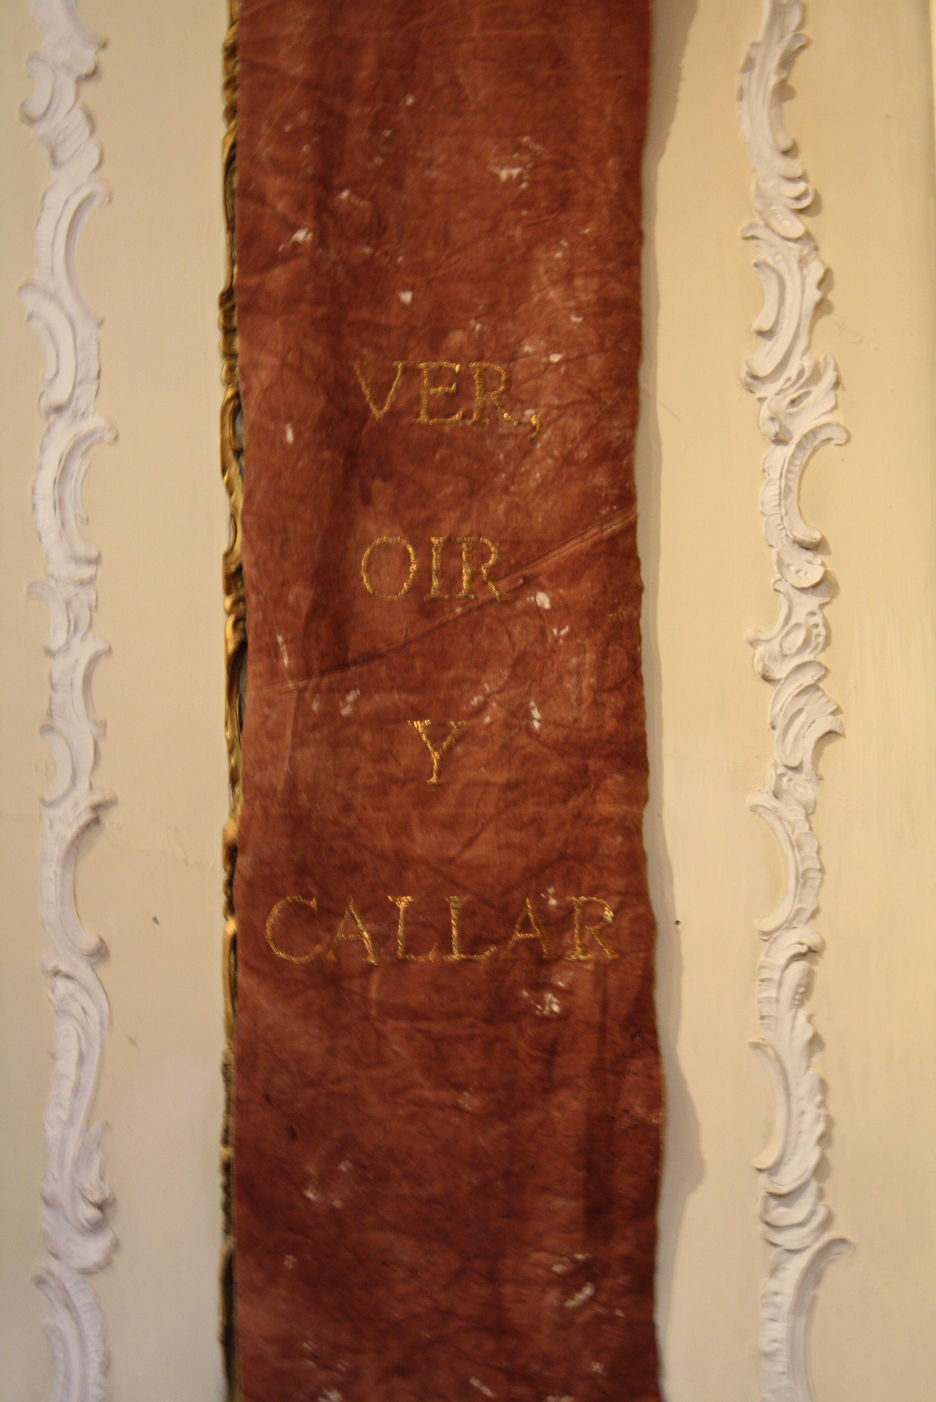 VER,
OIR
Y
CALLAR